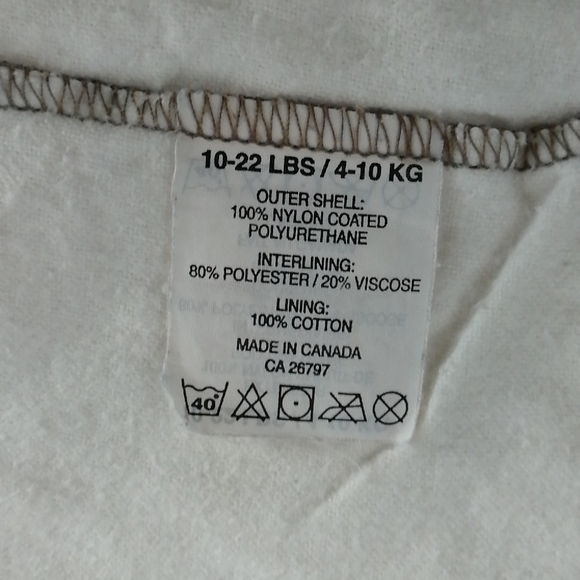 10-22 LBS / 4-10 KG
OUTER SHELL:
100% NYLON COATED
POLYURETHANE
INTERLINING:
80% POLYESTER / 20% VISCOSE
LINING:
100% COTTON
MADE IN CANADA
CA 26797
40°